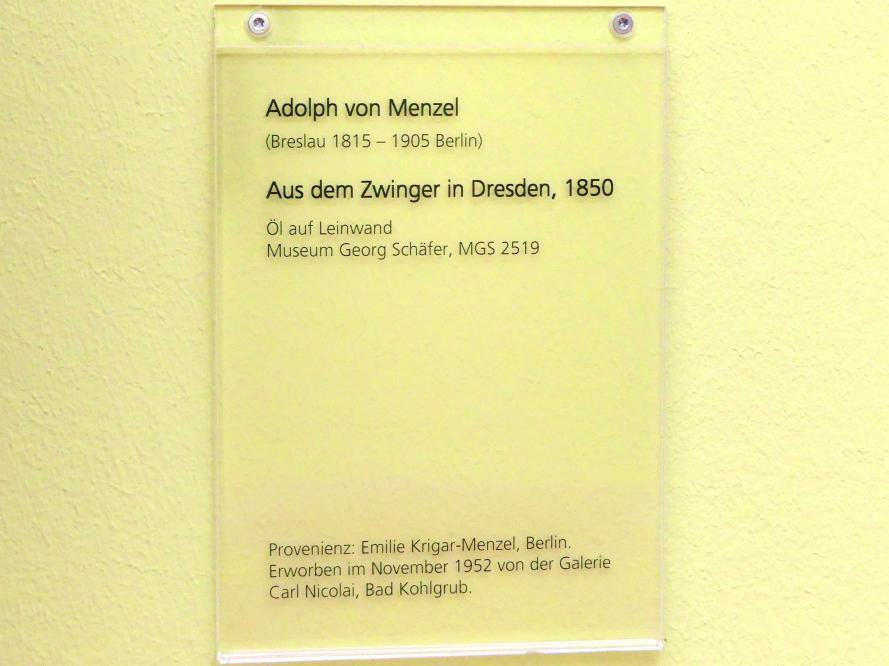 Adolph von Menzel
(Breslau 1815 – 1905 Berlin)
Aus dem Zwinger in Dresden, 1850
Öl auf Leinwand
Museum Georg Schäfer, MGS 2519
Provenienz: Emilie Krigar-Menzel, Berlin.
Erworben im November 1952 von der Galerie
Carl Nicolai, Bad Kohlgrub.